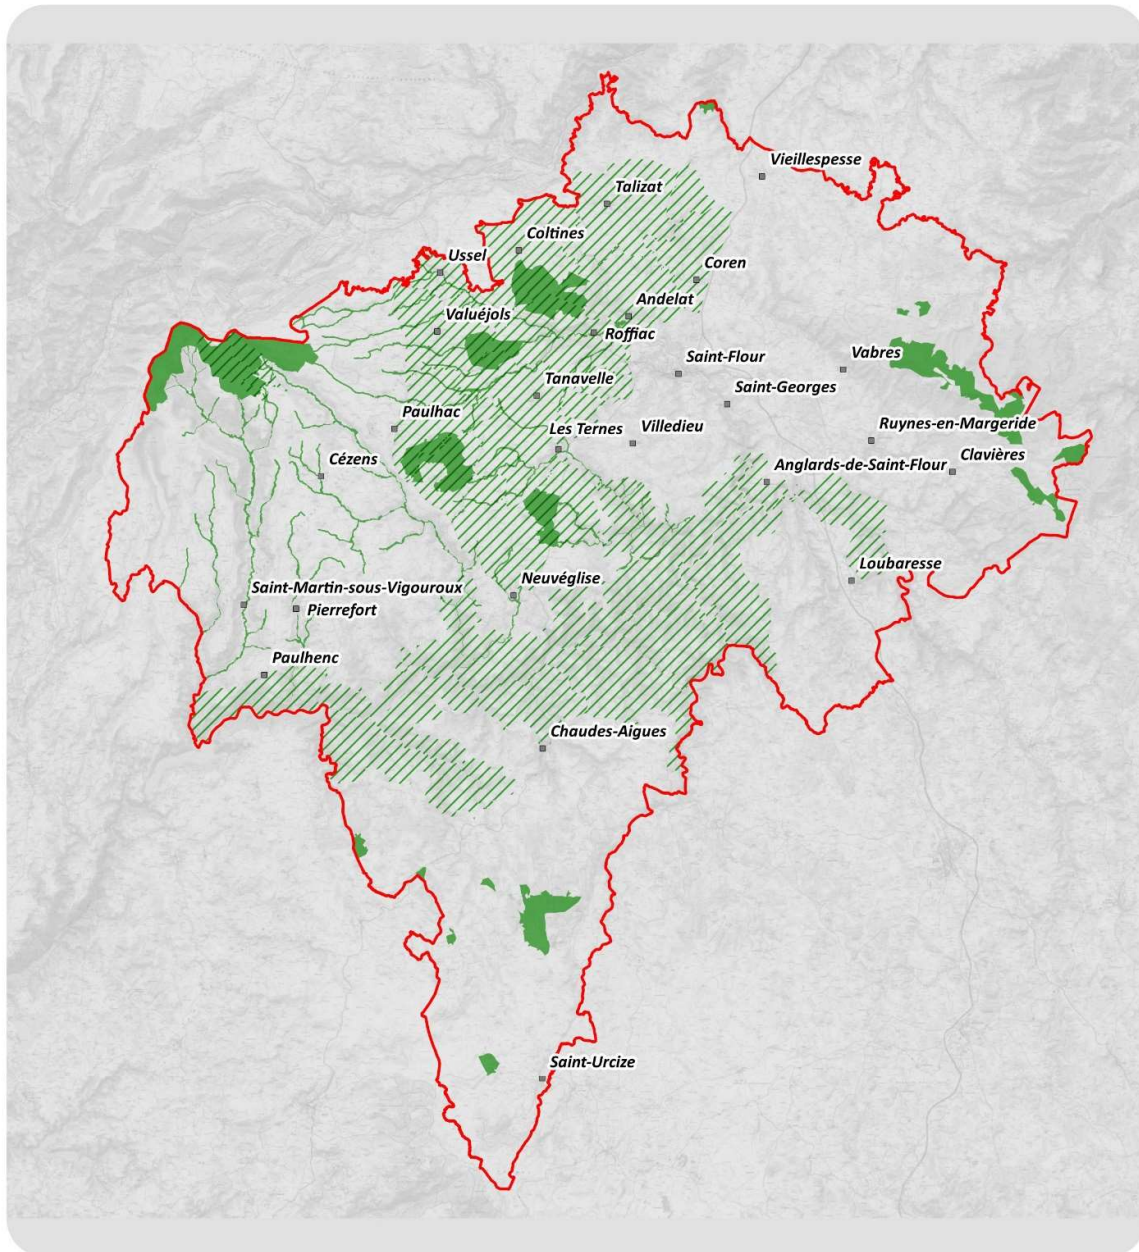 Vieillespesse
Talizat
Coltines
Ussel
Coren
Andelat
Valuéjols
Roffiac
Saint-Flour
Vabres
Tanavelle
Saint-Georges
Paulhac
Les Ternes
Villedieu
Ruynes-en-Margeride
Cézens
Anglards-de-Saint-Flour
Clavières
Loubaresse
Neuvéglise
Saint-Martin-sous-Vigouroux
Pierrefort
Paulhenc
Chaudes-Aigues
Saint-Urcize